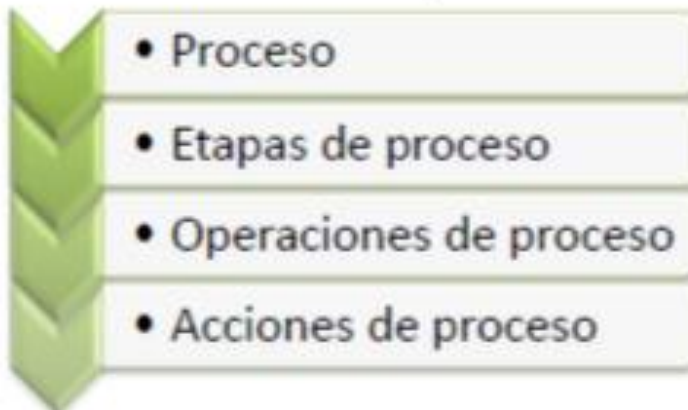 • Proceso
• Etapas de proceso
• Operaciones de proceso
• Acciones de proceso